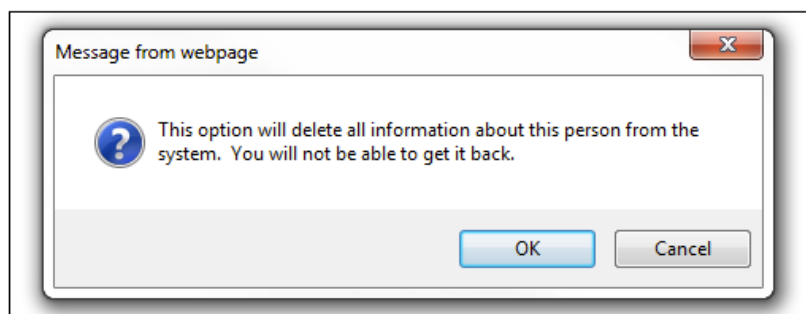 Message from webpage
This option will delete all information about this person from the
system.  You will not be able to get it back.
OK
Cancel